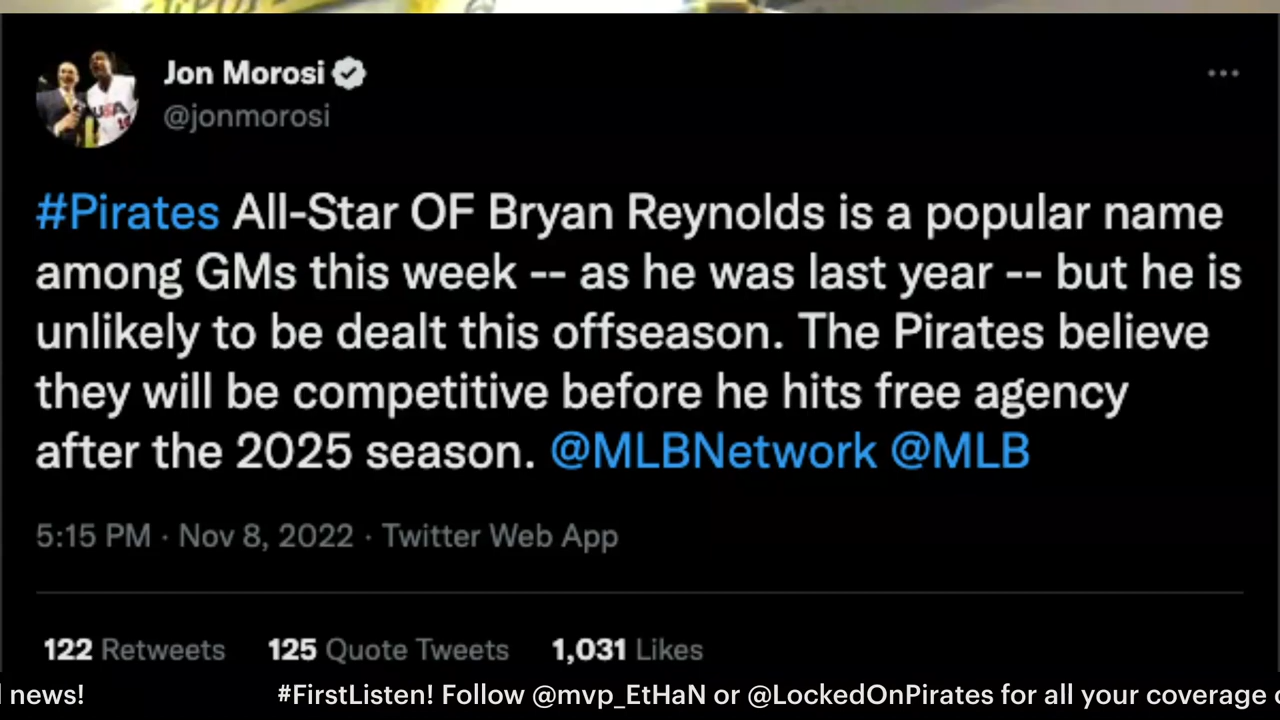 Jon Morosi
@jonmorosi
#Pirates All-Star OF Bryan Reynolds is a popular name
among GMs this week -- as he was last year -- but he is
unlikely to be dealt this offseason. The Pirates believe
they will be competitive before he hits free agency
after the 2025 season. @MLBNetwork @MLB
5:15 PM · Nov 8, 2022 · Twitter Web App
122 Retweets 125 Quote Tweets 1,031 Likes
news! #FirstListen! Follow @mvp_EtHaN or @LockedOnPirates for all your coverage